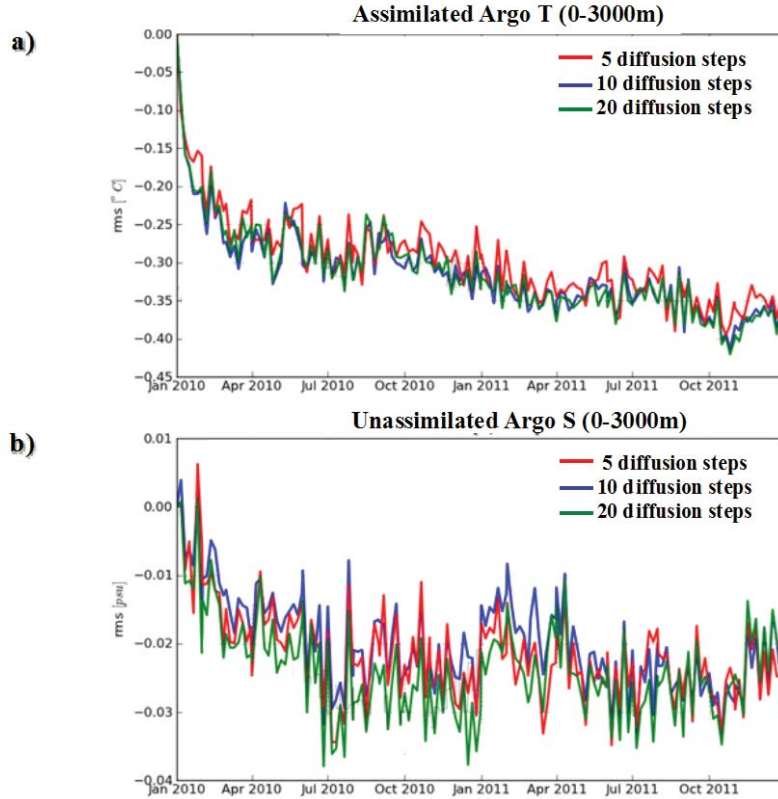 Assimilated Argo T (0-3000m)
a)
0.00
−0.05
−0.10
−0.15
−0.20
−0.25
−0.30
−0.35
−0.40
−0.45
rms [°C]
5 diffusion steps
10 diffusion steps
20 diffusion steps
Jan 2010 Apr 2010 Jul 2010 Oct 2010 Jan 2011 Apr 2011 Jul 2011 Oct 2011
Unassimilated Argo S (0-3000m)
b)
0.01
0.00
−0.01
−0.02
−0.03
−0.04
rms [psu]
5 diffusion steps
10 diffusion steps
20 diffusion steps
Jan 2010 Apr 2010 Jul 2010 Oct 2010 Jan 2011 Apr 2011 Jul 2011 Oct 2011